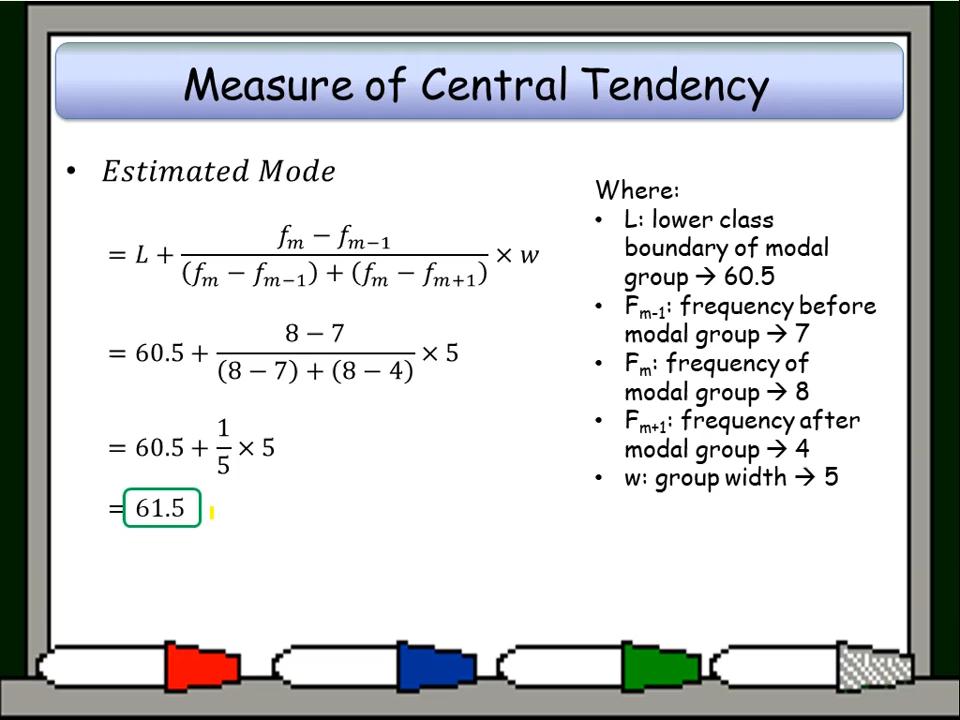 Measure of Central Tendency
• Estimated Mode
= L + (f_m − f_{m−1}) / ((f_m − f_{m−1}) + (f_m − f_{m+1})) × w
= 60.5 + (8 − 7) / ((8 − 7) + (8 − 4)) × 5
= 60.5 + 1/5 × 5
= 61.5
Where:
• L: lower class
boundary of modal
group → 60.5
• F_{m-1}: frequency before
modal group → 7
• F_m: frequency of
modal group → 8
• F_{m+1}: frequency after
modal group → 4
• w: group width → 5